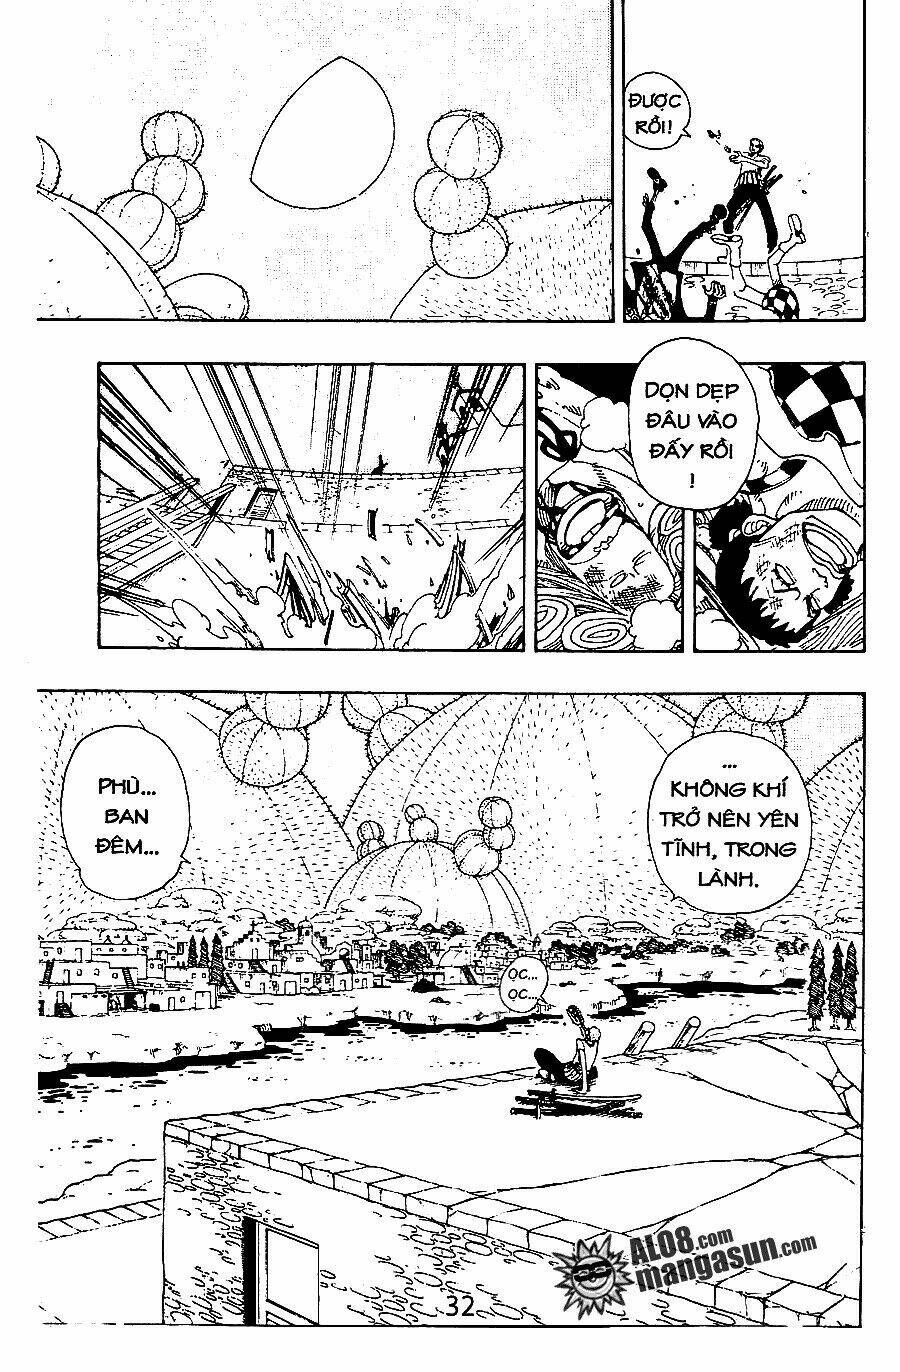 ĐƯỢC
RỒI!
DỌN DẸP
ĐÂU VÀO
ĐẤY RỒI
!
...
KHÔNG KHÍ
TRỞ NÊN YÊN
TĨNH, TRONG
LÀNH.
PHÙ...
BAN
ĐÊM...
ỌC...
ỌC...
AL08.com
mangasun.com
32